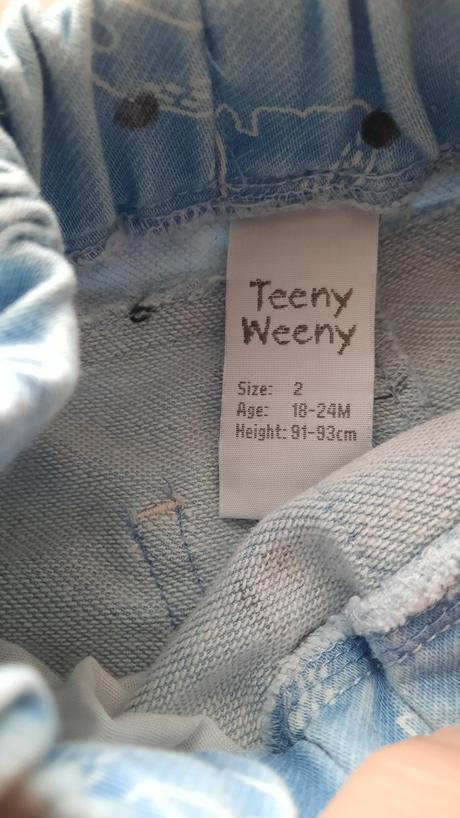 Teeny
Weeny
Size: 2
Age: 18-24M
Height: 91-93cm